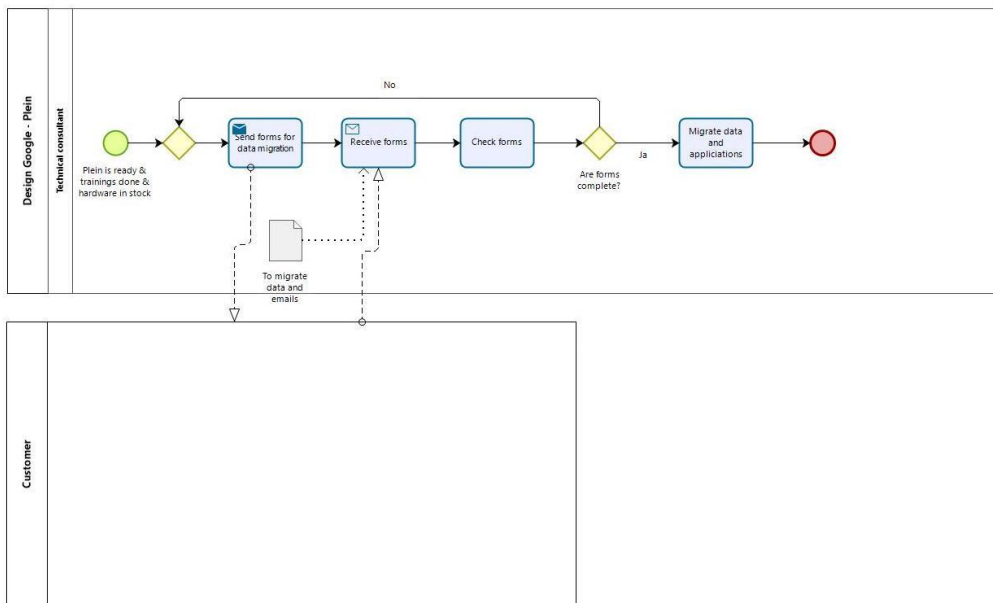 Design Google - Plein
Technical consultant
No
Plein is ready &
trainings done &
hardware in stock
Send forms for
data migration
Receive forms
Check forms
Are forms
complete?
Ja
Migrate data
and
appliciations
To migrate
data and
emails
Customer